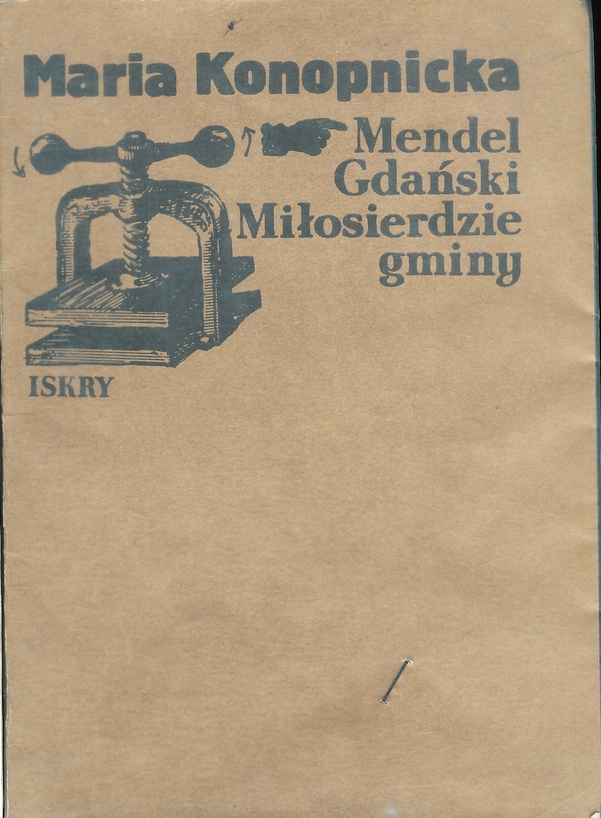 Maria Konopnicka
Mendel
Gdański
Miłosierdzie
gminy
ISKRY